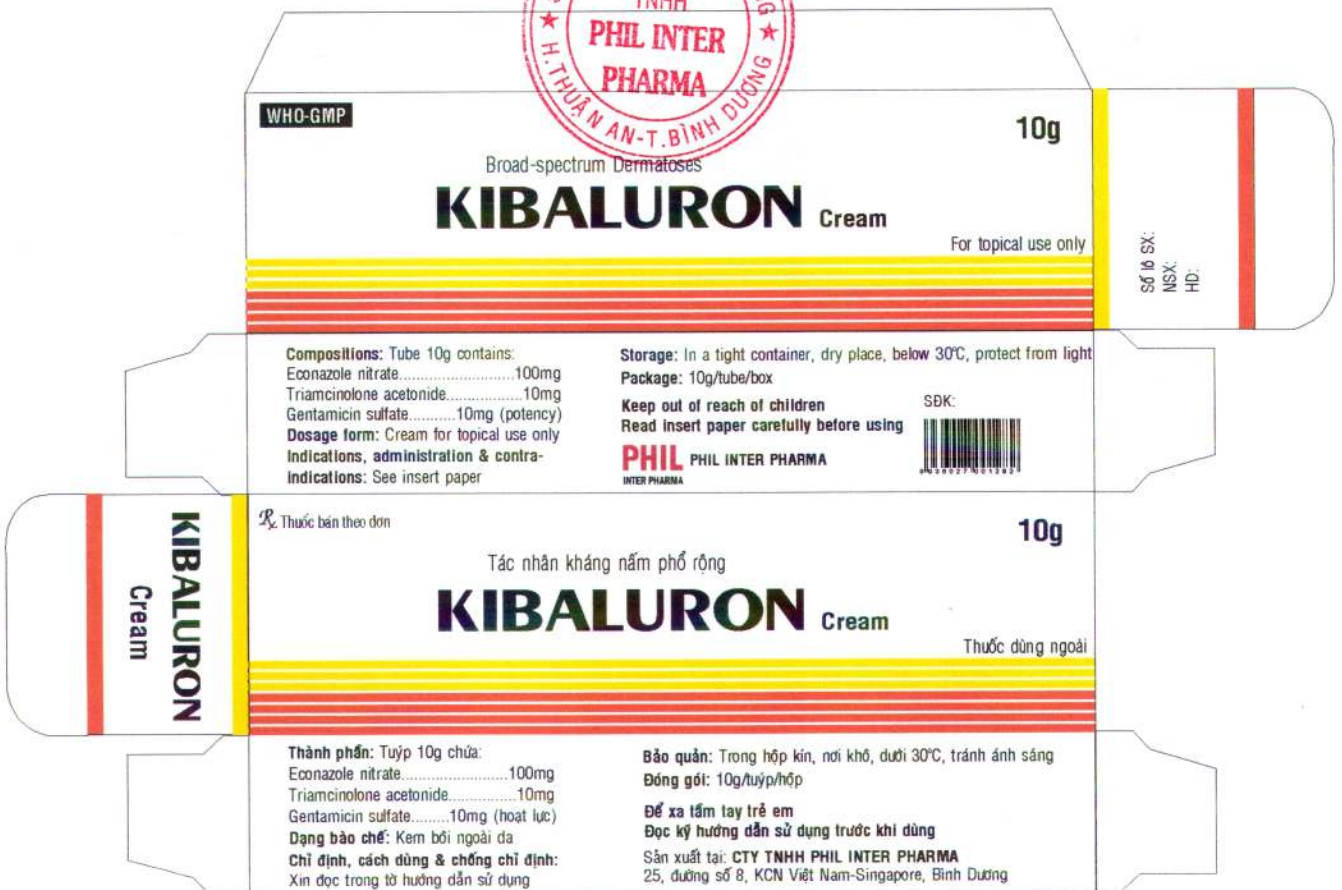 TNHH
PHIL INTER
PHARMA
H.THUẬN AN-T.BÌNH DƯƠNG
WHO-GMP
10g
Broad-spectrum Dermatoses
KIBALURON Cream
For topical use only
Số lô SX:
NSX:
HD:
Compositions: Tube 10g contains:
Econazole nitrate..........................100mg
Triamcinolone acetonide.................10mg
Gentamicin sulfate..........10mg (potency)
Dosage form: Cream for topical use only
Indications, administration & contra-
indications: See insert paper
Storage: In a tight container, dry place, below 30°C, protect from light
Package: 10g/tube/box
Keep out of reach of children
Read insert paper carefully before using
SĐK:
PHIL PHIL INTER PHARMA
INTER PHARMA
KIBALURON
Cream
Rx Thuốc bán theo đơn
10g
Tác nhân kháng nấm phổ rộng
KIBALURON Cream
Thuốc dùng ngoài
Thành phần: Tuýp 10g chứa:
Econazole nitrate........................100mg
Triamcinolone acetonide...............10mg
Gentamicin sulfate.........10mg (hoạt lực)
Dạng bào chế: Kem bôi ngoài da
Chỉ định, cách dùng & chống chỉ định:
Xin đọc trong tờ hướng dẫn sử dụng
Bảo quản: Trong hộp kín, nơi khô, dưới 30°C, tránh ánh sáng
Đóng gói: 10g/tuýp/hộp
Để xa tầm tay trẻ em
Đọc kỹ hướng dẫn sử dụng trước khi dùng
Sản xuất tại: CTY TNHH PHIL INTER PHARMA
25, đường số 8, KCN Việt Nam-Singapore, Bình Dương